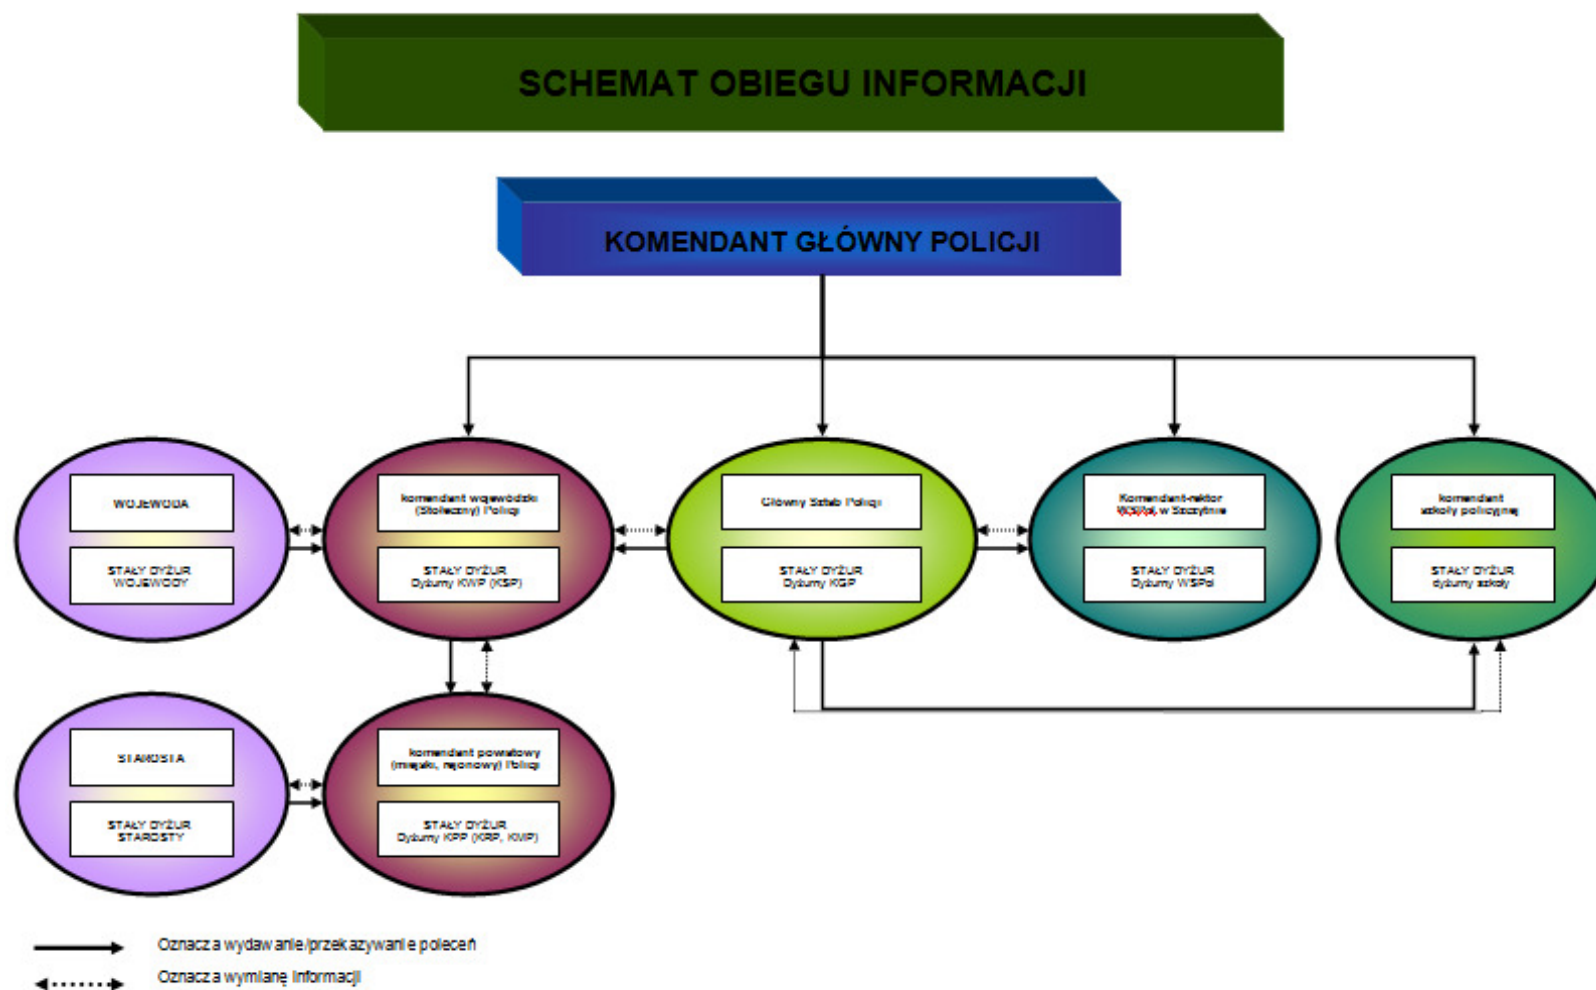 SCHEMAT OBIEGU INFORMACJI
KOMENDANT GŁÓWNY POLICJI
WOJEWODA
STAŁY DYŻUR
WOJEWODY
komendant wojewódzki
(Stołeczny) Policji
STAŁY DYŻUR
Dyżurny KWP (KSP)
Główny Sztab Policji
STAŁY DYŻUR
Dyżurny KGP
Komendant-rektor
WSPol. w Szczytnie
STAŁY DYŻUR
Dyżurny WSPol
komendant
szkoły policyjnej
STAŁY DYŻUR
dyżurny szkoły
STAROSTA
STAŁY DYŻUR
STAROSTY
komendant powiatowy
(miejski, rejonowy) Policji
STAŁY DYŻUR
Dyżurny KPP (KRP, KMP)
Oznacza wydawanie/przekazywanie poleceń
Oznacza wymianę informacji